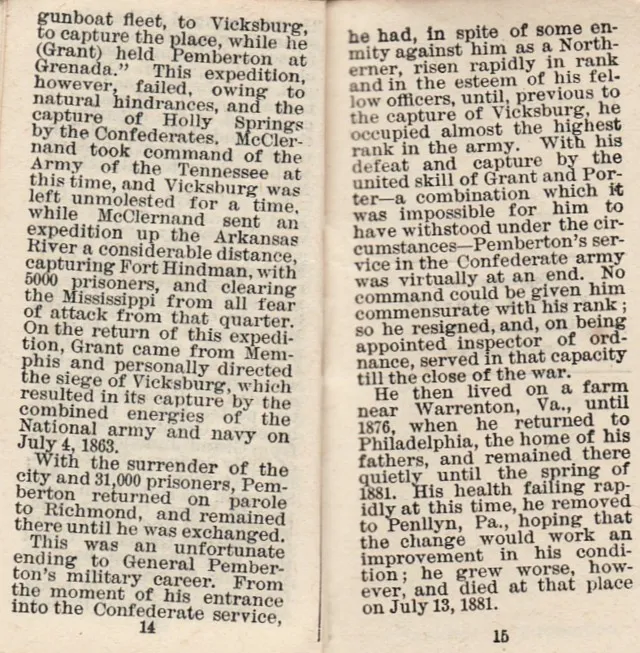 gunboat fleet, to Vicksburg,
to capture the place, while he
(Grant) held Pemberton at
Grenada." This expedition,
however, failed, owing to
natural hindrances, and the
capture of Holly Springs
by the Confederates. McCler-
nand took command of the
Army of the Tennessee at
this time, and Vicksburg was
left unmolested for a time,
while McClernand sent an
expedition up the Arkansas
River a considerable distance,
capturing Fort Hindman, with
5000 prisoners, and clearing
the Mississippi from all fear
of attack from that quarter.
On the return of this expedi-
tion, Grant came from Mem-
phis and personally directed
the siege of Vicksburg, which
resulted in its capture by the
combined energies of the
National army and navy on
July 4, 1863.
With the surrender of the
city and 31,000 prisoners, Pem-
berton returned on parole
to Richmond, and remained
there until he was exchanged.
This was an unfortunate
ending to General Pember-
ton's military career. From
the moment of his entrance
into the Confederate service,
14
he had, in spite of some en-
mity against him as a North-
erner, risen rapidly in rank
and in the esteem of his fel-
low officers, until, previous to
the capture of Vicksburg, he
occupied almost the highest
rank in the army. With his
defeat and capture by the
united skill of Grant and Por-
ter—a combination which it
was impossible for him to
have withstood under the cir-
cumstances—Pemberton's ser-
vice in the Confederate army
was virtually at an end. No
command could be given him
commensurate with his rank;
so he resigned, and, on being
appointed inspector of ord-
nance, served in that capacity
till the close of the war.
He then lived on a farm
near Warrenton, Va., until
1876, when he returned to
Philadelphia, the home of his
fathers, and remained there
quietly until the spring of
1881. His health failing rap-
idly at this time, he removed
to Penllyn, Pa., hoping that
the change would work an
improvement in his condi-
tion; he grew worse, how-
ever, and died at that place
on July 13, 1881.
15